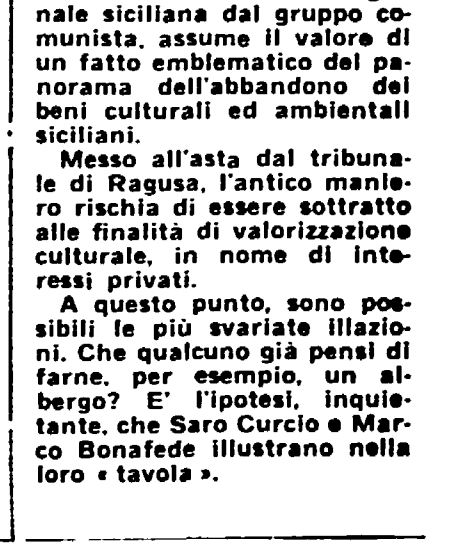 nale siciliana dal gruppo co-
munista, assume il valore di
un fatto emblematico del pa-
norama dell'abbandono dei
beni culturali ed ambientali
siciliani.
Messo all'asta dal tribuna-
le di Ragusa, l'antico manie-
ro rischia di essere sottratto
alle finalità di valorizzazione
culturale, in nome di inte-
ressi privati.
A questo punto, sono pos-
sibili le più svariate illazio-
ni. Che qualcuno già pensi di
farne, per esempio, un al-
bergo? E' l'ipotesi, inquie-
tante, che Saro Curcio e Mar-
co Bonafede illustrano nella
loro « tavola ».